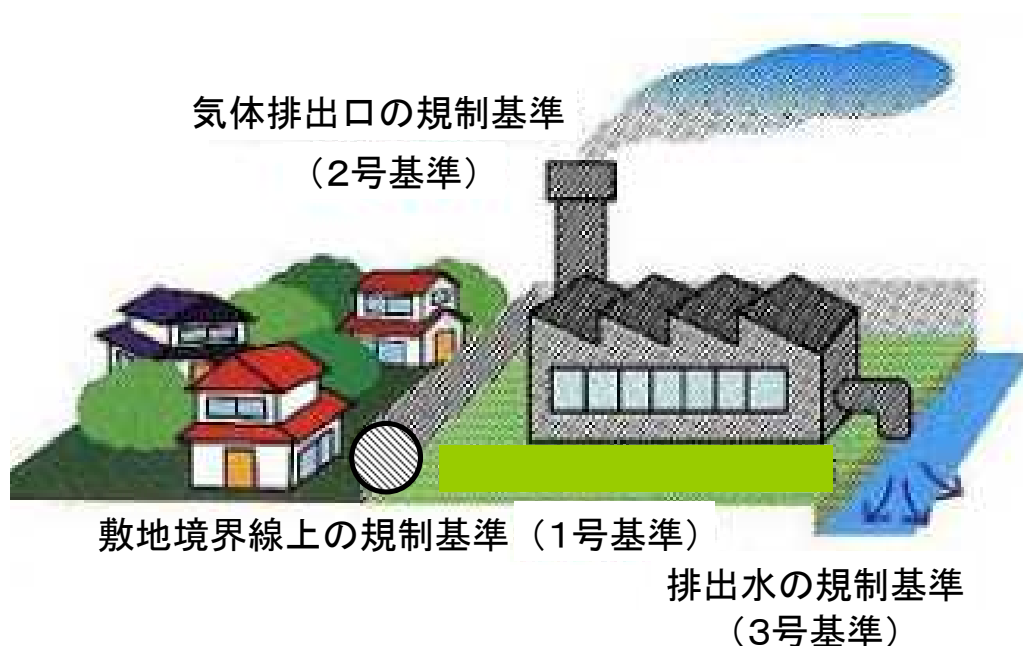 気体排出口の規制基準
（２号基準）
敷地境界線上の規制基準（１号基準）
排出水の規制基準
（３号基準）